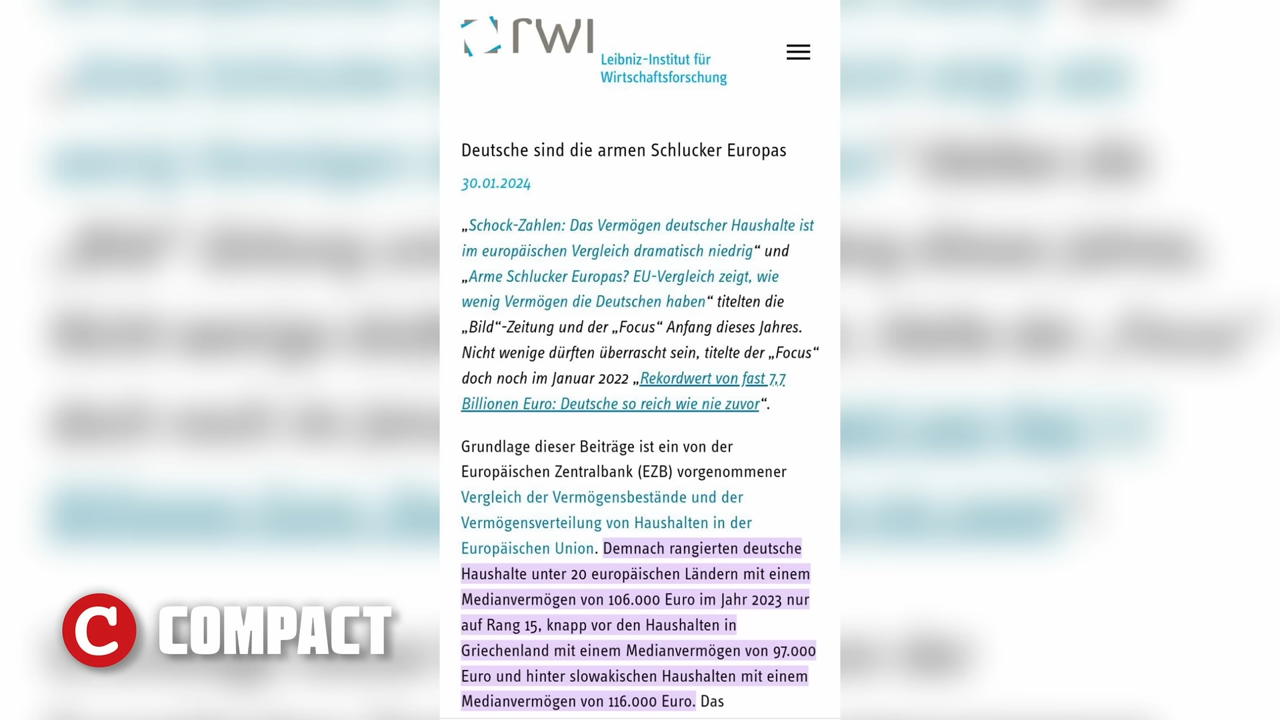 rwi
Leibniz-Institut für
Wirtschaftsforschung
Deutsche sind die armen Schlucker Europas
30.01.2024
„Schock-Zahlen: Das Vermögen deutscher Haushalte ist
im europäischen Vergleich dramatisch niedrig“ und
„Arme Schlucker Europas? EU-Vergleich zeigt, wie
wenig Vermögen die Deutschen haben“ titelten die
„Bild“-Zeitung und der „Focus“ Anfang dieses Jahres.
Nicht wenige dürften überrascht sein, titelte der „Focus“
doch noch im Januar 2022 „Rekordwert von fast 7,7
Billionen Euro: Deutsche so reich wie nie zuvor“.
Grundlage dieser Beiträge ist ein von der
Europäischen Zentralbank (EZB) vorgenommener
Vergleich der Vermögensbestände und der
Vermögensverteilung von Haushalten in der
Europäischen Union. Demnach rangierten deutsche
Haushalte unter 20 europäischen Ländern mit einem
Medianvermögen von 106.000 Euro im Jahr 2023 nur
auf Rang 15, knapp vor den Haushalten in
Griechenland mit einem Medianvermögen von 97.000
Euro und hinter slowakischen Haushalten mit einem
Medianvermögen von 116.000 Euro. Das
C COMPACT